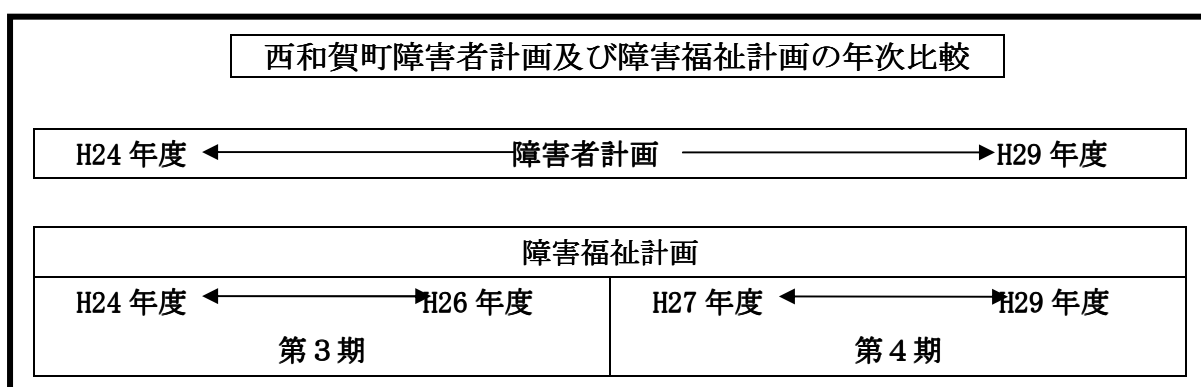 西和賀町障害者計画及び障害福祉計画の年次比較
H24 年度 障害者計画 H29 年度
障害福祉計画
H24 年度 H26 年度 H27 年度 H29 年度
第３期 第４期